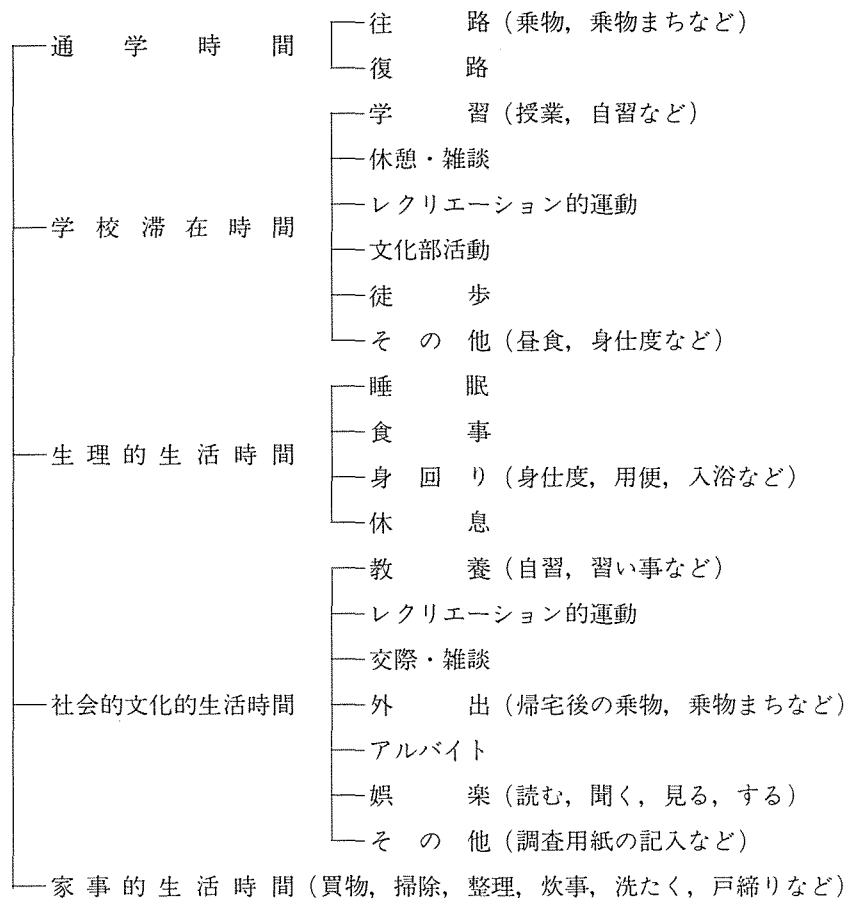 通学時間
往路（乗物，乗物まちなど）
復路
学校滞在時間
学習（授業，自習など）
休憩・雑談
レクリエーション的運動
文化部活動
徒歩
その他（昼食，身仕度など）
生理的生活時間
睡眠
食事
身回り（身仕度，用便，入浴など）
休息
社会的文化的生活時間
教養（自習，習い事など）
レクリエーション的運動
交際・雑談
外出（帰宅後の乗物，乗物まちなど）
アルバイト
娯楽（読む，聞く，見る，する）
その他（調査用紙の記入など）
家事的生活時間（買物，掃除，整理，炊事，洗たく，戸締りなど）